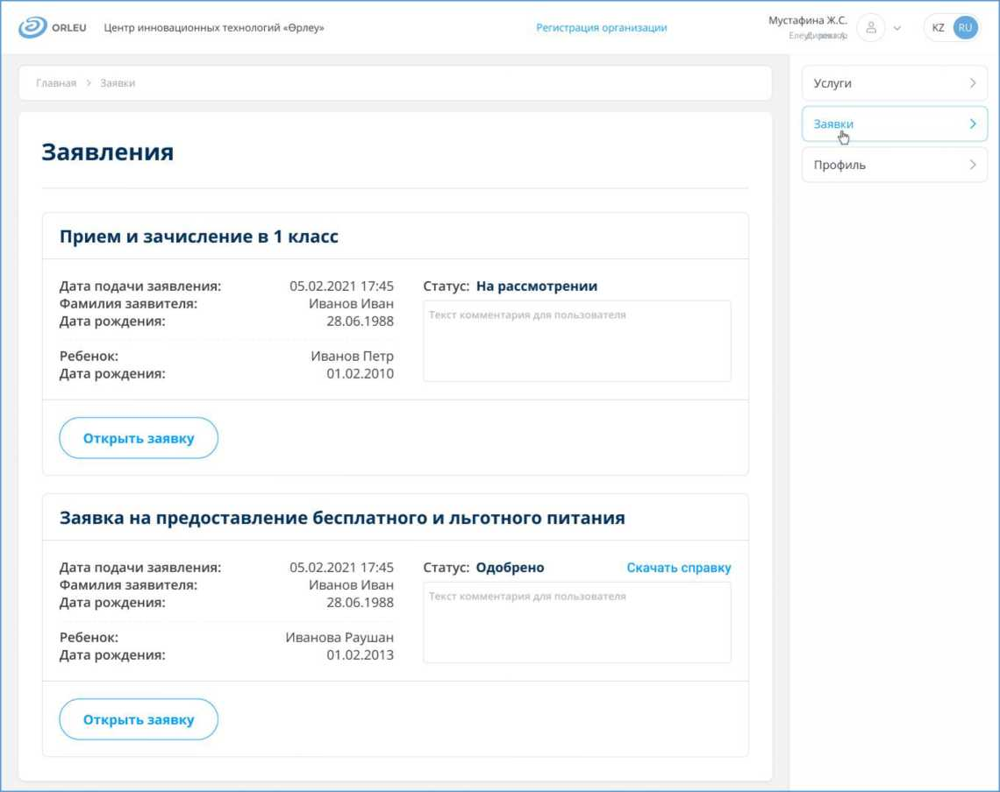 ORLEU
Центр инновационных технологий «Өрлеу»
Регистрация организации
Мустафина Ж.С.
KZ RU
Главная > Заявки
Услуги
Заявки
Профиль
Заявления
Прием и зачисление в 1 класс
Дата подачи заявления: 05.02.2021 17:45
Фамилия заявителя: Иванов Иван
Дата рождения: 28.06.1988
Ребенок: Иванов Петр
Дата рождения: 01.02.2010
Статус: На рассмотрении
Текст комментария для пользователя
Открыть заявку
Заявка на предоставление бесплатного и льготного питания
Дата подачи заявления: 05.02.2021 17:45
Фамилия заявителя: Иванов Иван
Дата рождения: 28.06.1988
Ребенок: Иванова Раушан
Дата рождения: 01.02.2013
Статус: Одобрено Скачать справку
Текст комментария для пользователя
Открыть заявку